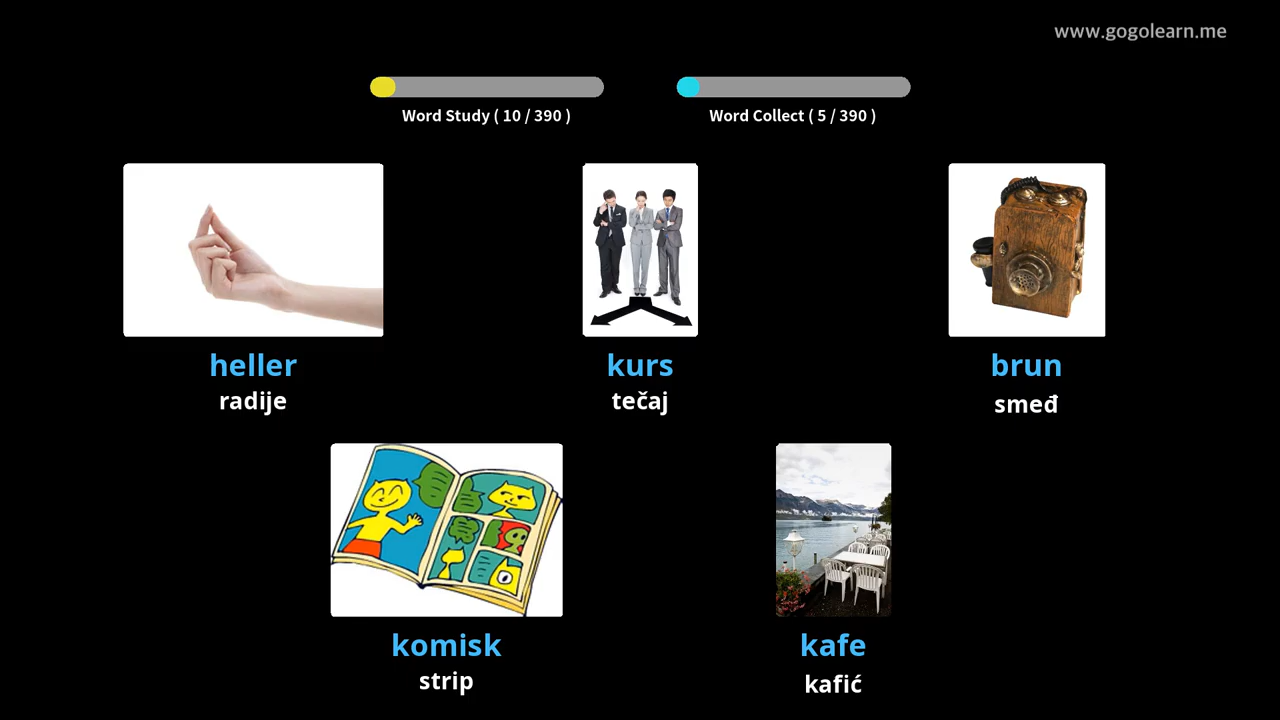 www.gogolearn.me
Word Study ( 10 / 390 )
Word Collect ( 5 / 390 )
heller
radije
kurs
tečaj
brun
smeđ
komisk
strip
kafe
kafić